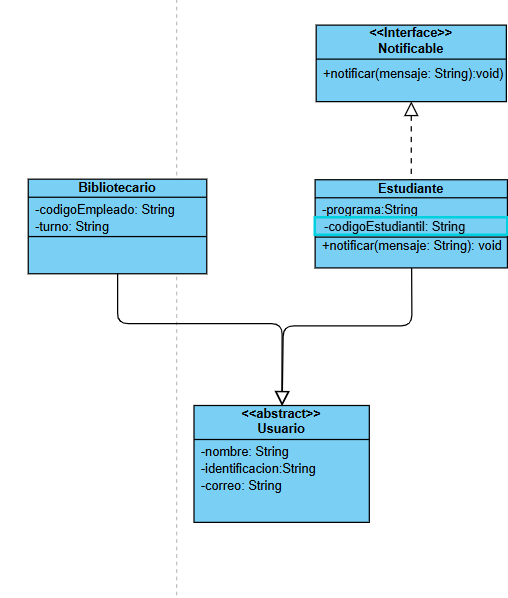 <<Interface>>
Notificable
+notificar(mensaje: String):void)
Bibliotecario
-codigoEmpleado: String
-turno: String
Estudiante
-programa:String
-codigoEstudiantil: String
+notificar(mensaje: String): void
<<abstract>>
Usuario
-nombre: String
-identificacion:String
-correo: String